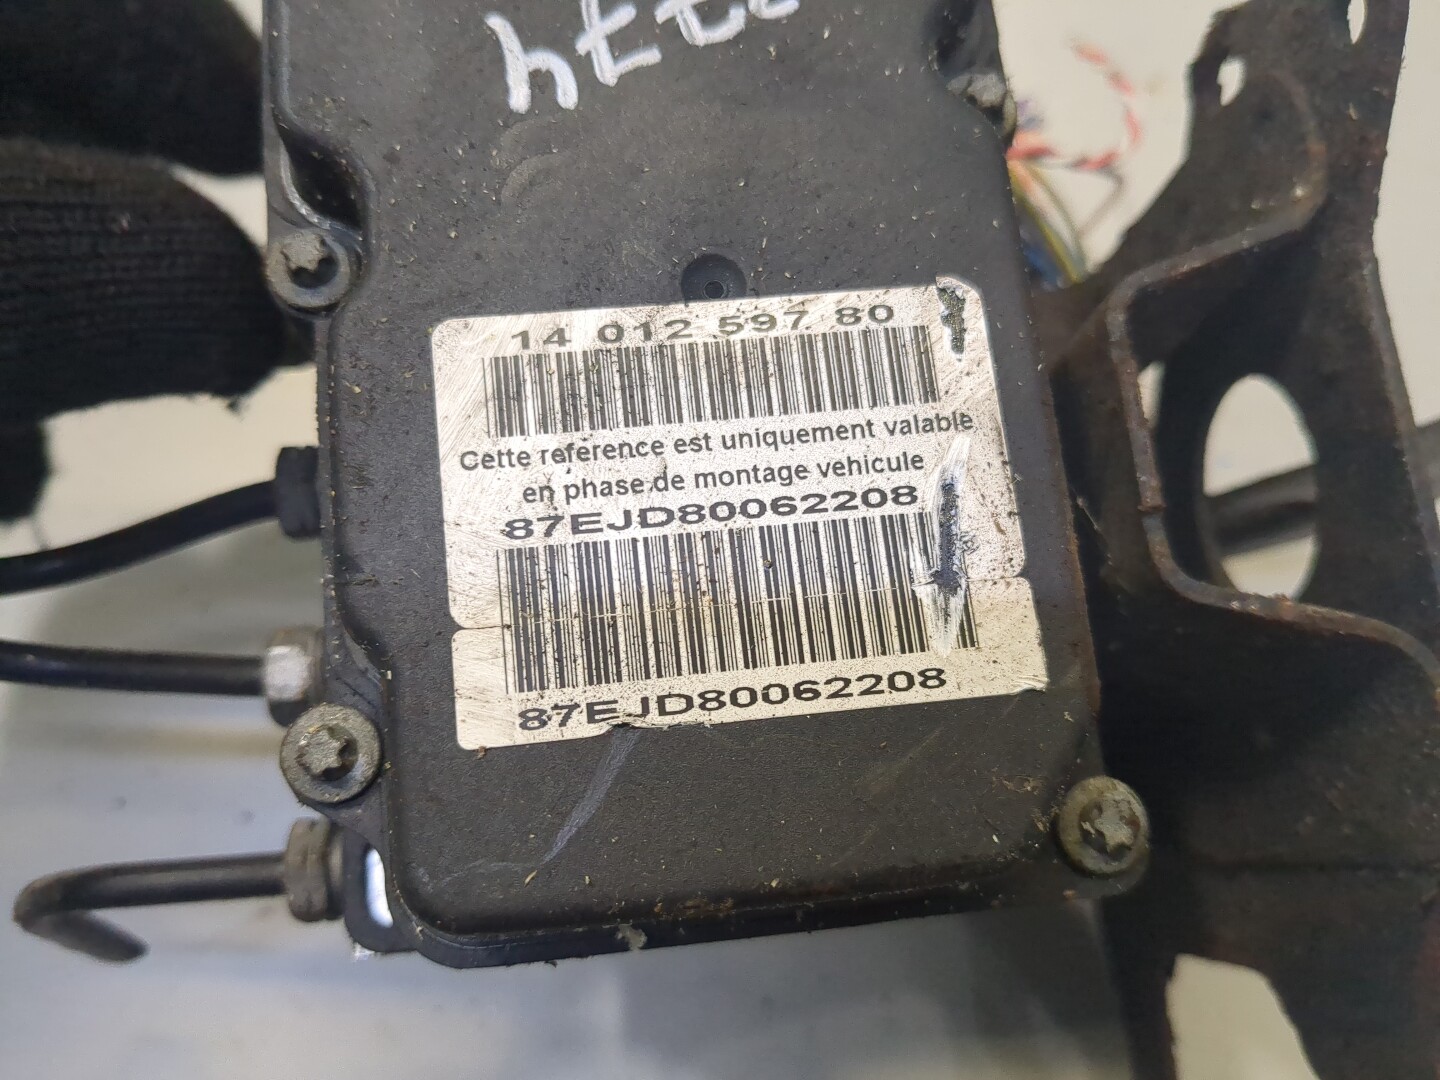 14 012 597 80
Cette reference est uniquement valable
en phase de montage vehicule
87EJD80062208
87EJD80062208